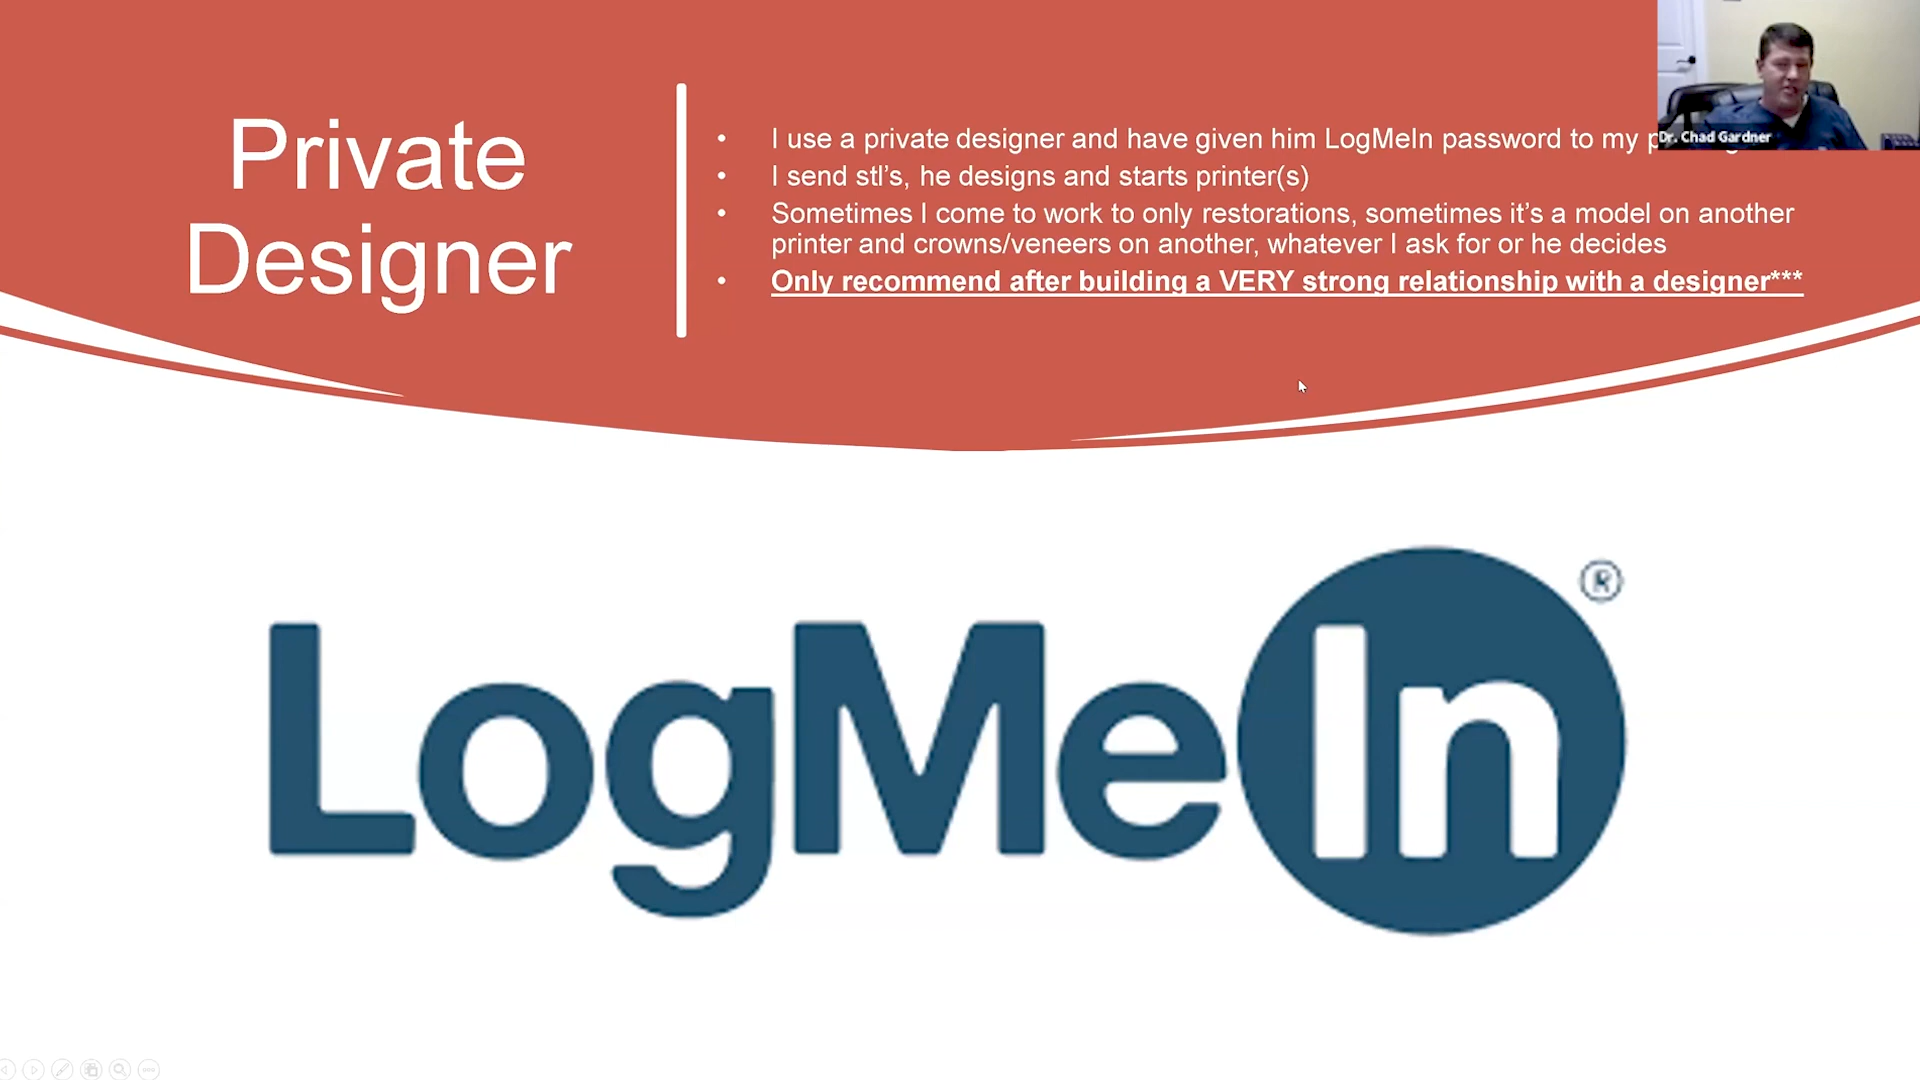 Private
Designer
• I use a private designer and have given him LogMeIn password to my
• I send stl’s, he designs and starts printer(s)
• Sometimes I come to work to only restorations, sometimes it’s a model on another
printer and crowns/veneers on another, whatever I ask for or he decides
• Only recommend after building a VERY strong relationship with a designer***
Dr. Chad Gardner
LogMeIn®